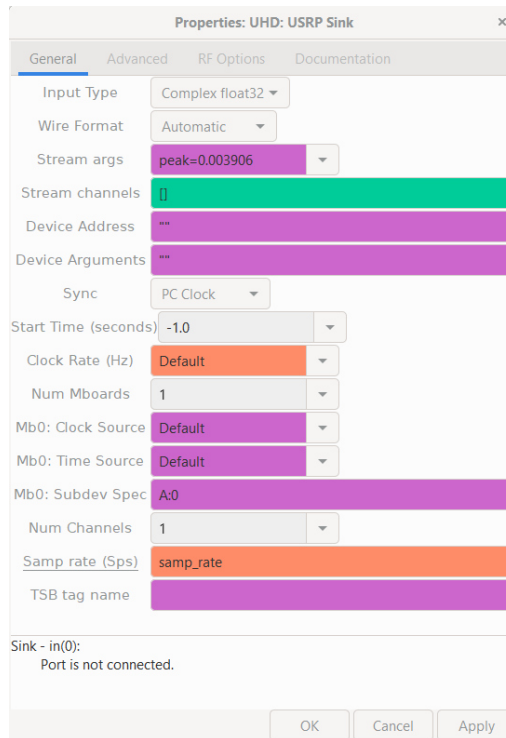 Properties: UHD: USRP Sink ×
General Advanced RF Options Documentation
Input Type Complex float32
Wire Format Automatic
Stream args peak=0.003906
Stream channels []
Device Address ""
Device Arguments ""
Sync PC Clock
Start Time (seconds) -1.0
Clock Rate (Hz) Default
Num Mboards 1
Mb0: Clock Source Default
Mb0: Time Source Default
Mb0: Subdev Spec A:0
Num Channels 1
Samp rate (Sps) samp_rate
TSB tag name
Sink - in(0):
Port is not connected.
OK Cancel Apply